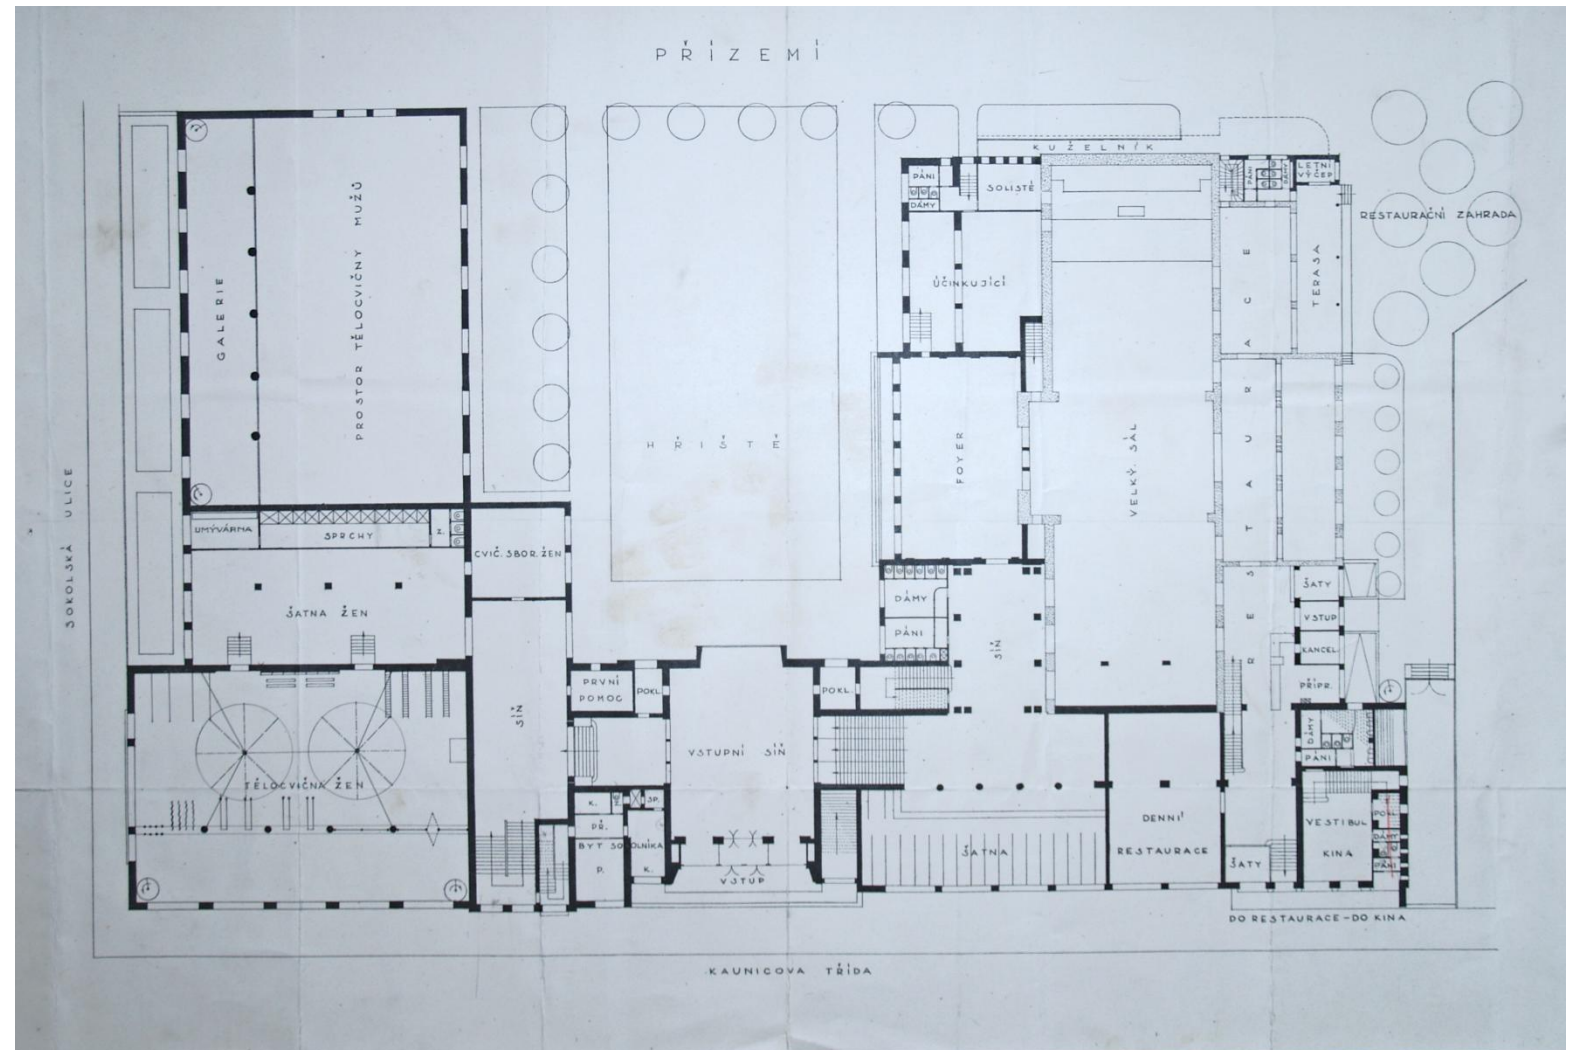 PŘÍZEMÍ
KUŽELNÍK
PÁNI
DÁMY
SOLISTÉ
PÁNI
DÁMY
LETNÍ
VÝČEP
RESTAURAČNÍ ZAHRADA
GALERIE
PROSTOR TĚLOCVIČNY MUŽŮ
ÚČINKUJÍCÍ
TERASA
HŘIŠTĚ
FOYER
VELKÝ SÁL
RESTAURACE
SOKOLSKÁ ULICE
UMÝVÁRNA
SPRCHY
Z.
CVIČ. SBOR. ŽEN
ŠATNA ŽEN
DÁMY
PÁNI
SÍŇ
ŠATY
VSTUP
KANCEL.
PŘÍPR.
PRVNÍ
POMOC
POKL.
POKL.
SÍŇ
VSTUPNÍ SÍŇ
DÁMY
PÁNI
TĚLOCVIČNA ŽEN
K.
SP.
PŘ.
BYT SOKOLNÍKA
P.
K.
VSTUP
ŠATNA
DENNÍ
RESTAURACE
ŠATY
VESTIBUL
KINA
POKL.
DÁMY
PÁNI
DO RESTAURACE - DO KINA
KAUNICOVA TŘÍDA